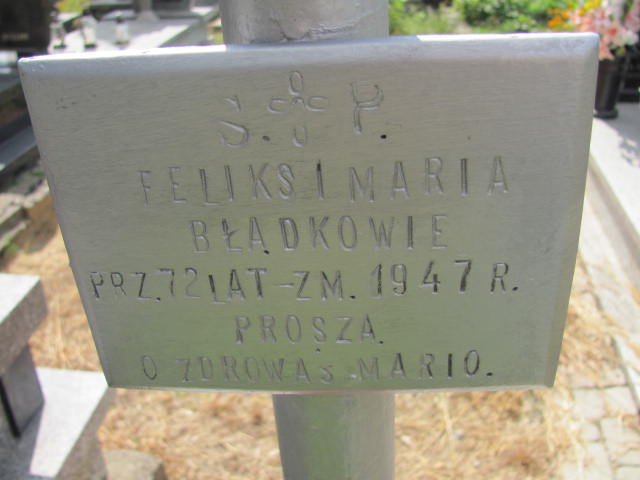 Ś. P.
FELIKS I MARIA
BŁĄDKOWIE
PRZ. 72 LAT - ZM. 1947 R.
PROSZĄ
O ZDROWAŚ MARIO.